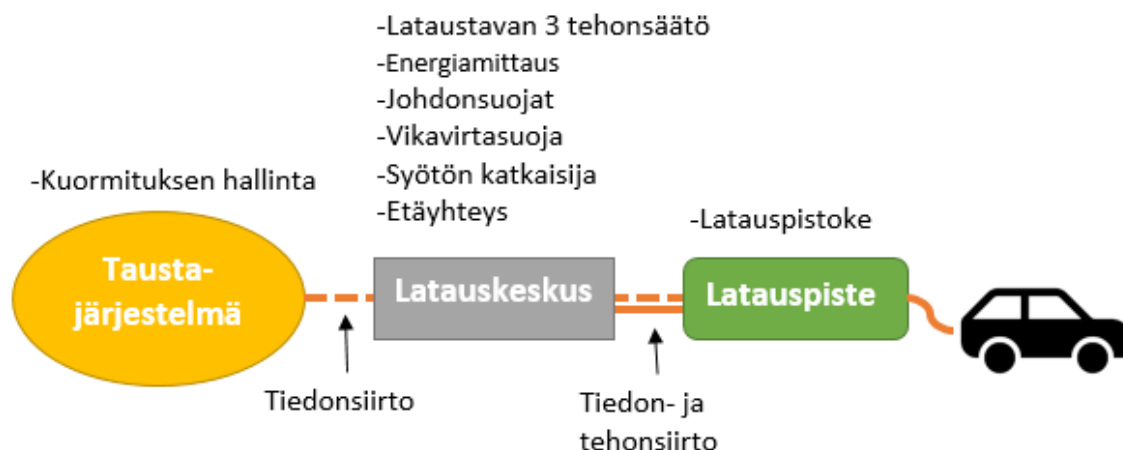 -Lataustavan 3 tehonsäätö
-Energiamittaus
-Johdonsuojat
-Vikavirtasuoja
-Syötön katkaisija
-Etäyhteys
-Kuormituksen hallinta
-Latauspistoke
Tausta-
järjestelmä
Latauskeskus
Latauspiste
Tiedonsiirto
Tiedon- ja
tehonsiirto